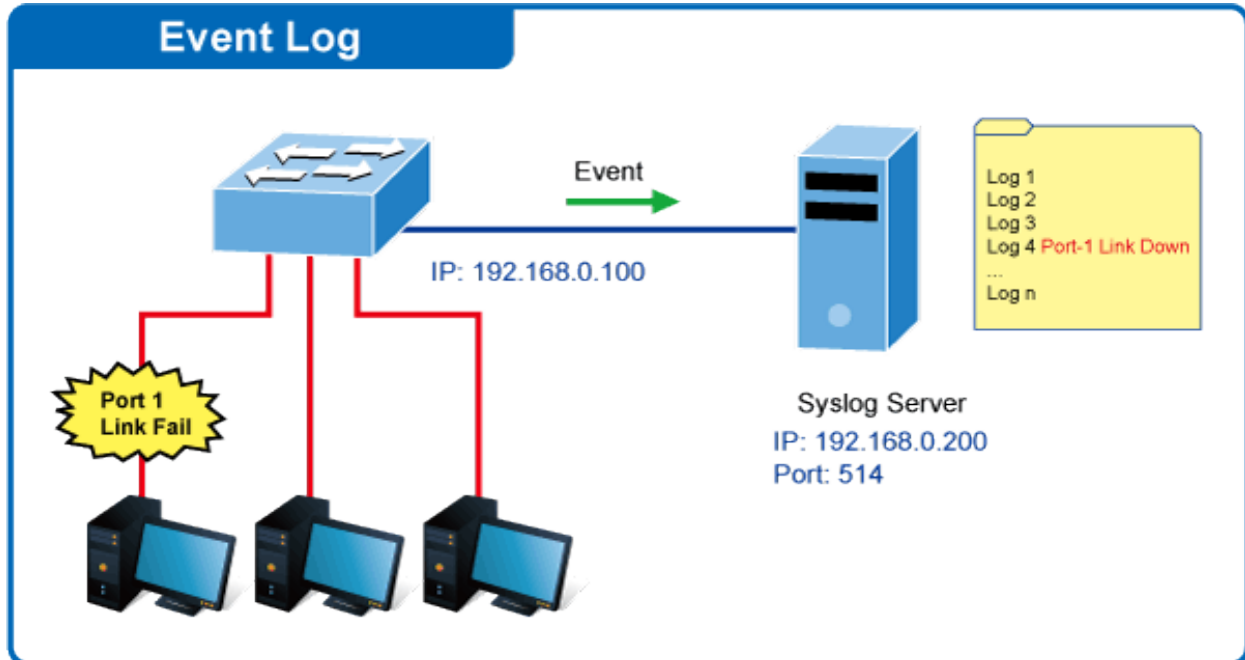 Event Log
Event
IP: 192.168.0.100
Log 1
Log 2
Log 3
Log 4 Port-1 Link Down
...
Log n
Port 1
Link Fail
Syslog Server
IP: 192.168.0.200
Port: 514